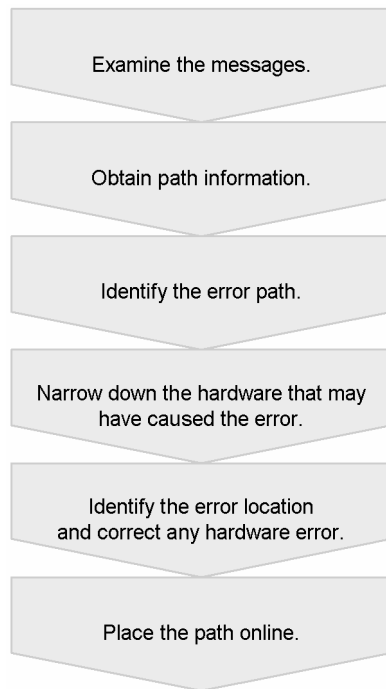 Examine the messages.
Obtain path information.
Identify the error path.
Narrow down the hardware that may
have caused the error.
Identify the error location
and correct any hardware error.
Place the path online.